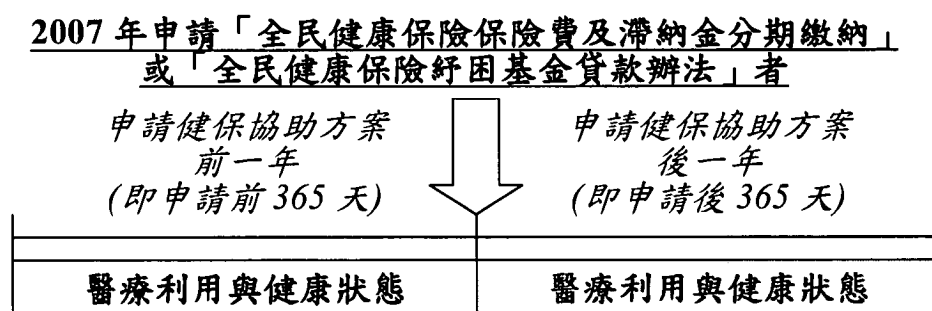 2007 年申請「全民健康保險保險費及滯納金分期繳納」
或「全民健康保險紓困基金貸款辦法」者
申請健保協助方案
前一年
(即申請前 365 天)
申請健保協助方案
後一年
(即申請後 365 天)
醫療利用與健康狀態
醫療利用與健康狀態